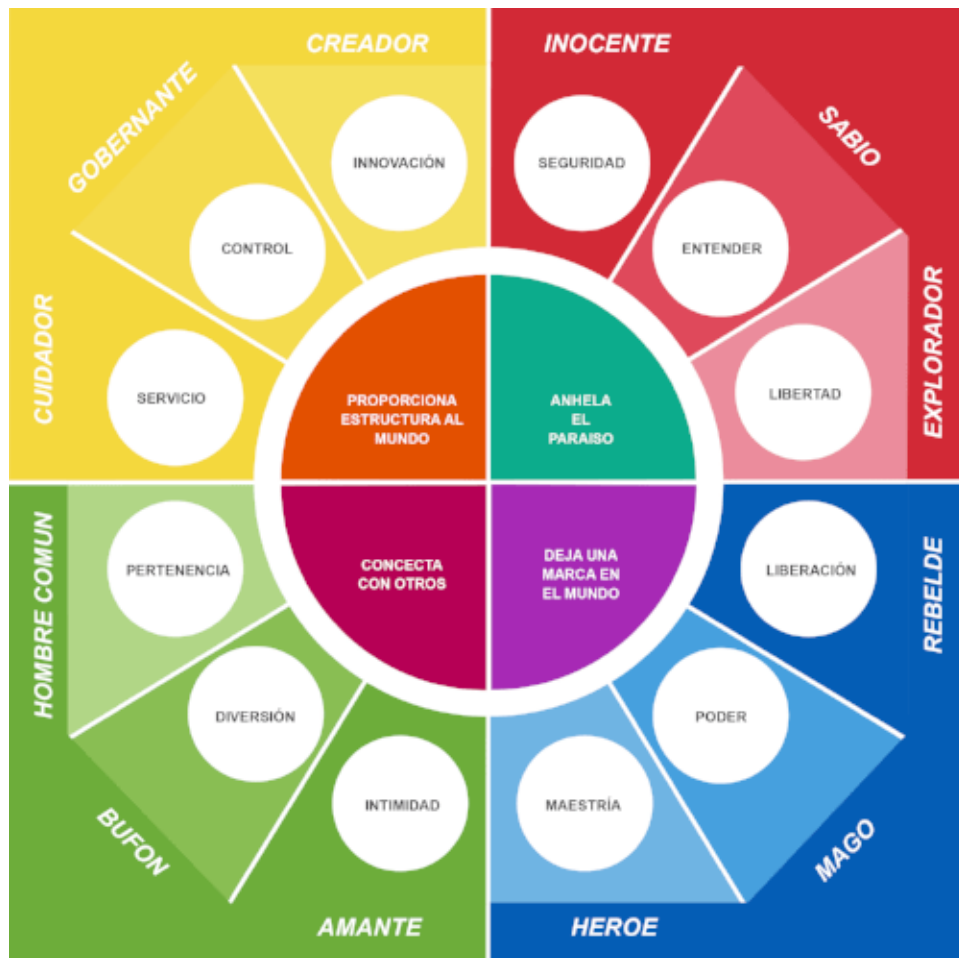 CREADOR
INOCENTE
GOBERNANTE
SABIO
INNOVACIÓN
SEGURIDAD
CONTROL
ENTENDER
CUIDADOR
EXPLORADOR
SERVICIO
LIBERTAD
PROPORCIONA
ESTRUCTURA AL
MUNDO
ANHELA
EL
PARAISO
CONCECTA
CON OTROS
DEJA UNA
MARCA EN
EL MUNDO
HOMBRE COMUN
PERTENENCIA
LIBERACIÓN
REBELDE
DIVERSIÓN
PODER
BUFON
INTIMIDAD
MAESTRÍA
MAGO
AMANTE
HEROE